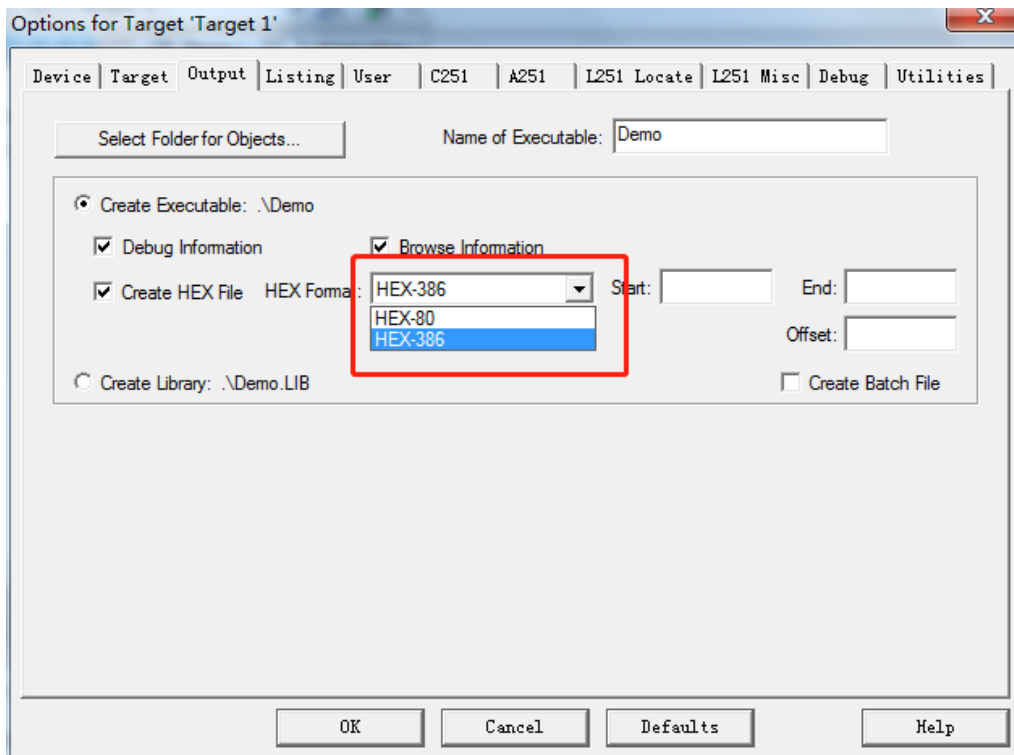 Options for Target 'Target 1'
x
Device Target Output Listing User C251 A251 L251 Locate L251 Misc Debug Utilities
Select Folder for Objects... Name of Executable: Demo
Create Executable: .\Demo
Debug Information Browse Information
Create HEX File HEX Format: HEX-386 Start: End:
HEX-80
HEX-386 Offset:
Create Library: .\Demo.LIB Create Batch File
OK Cancel Defaults Help